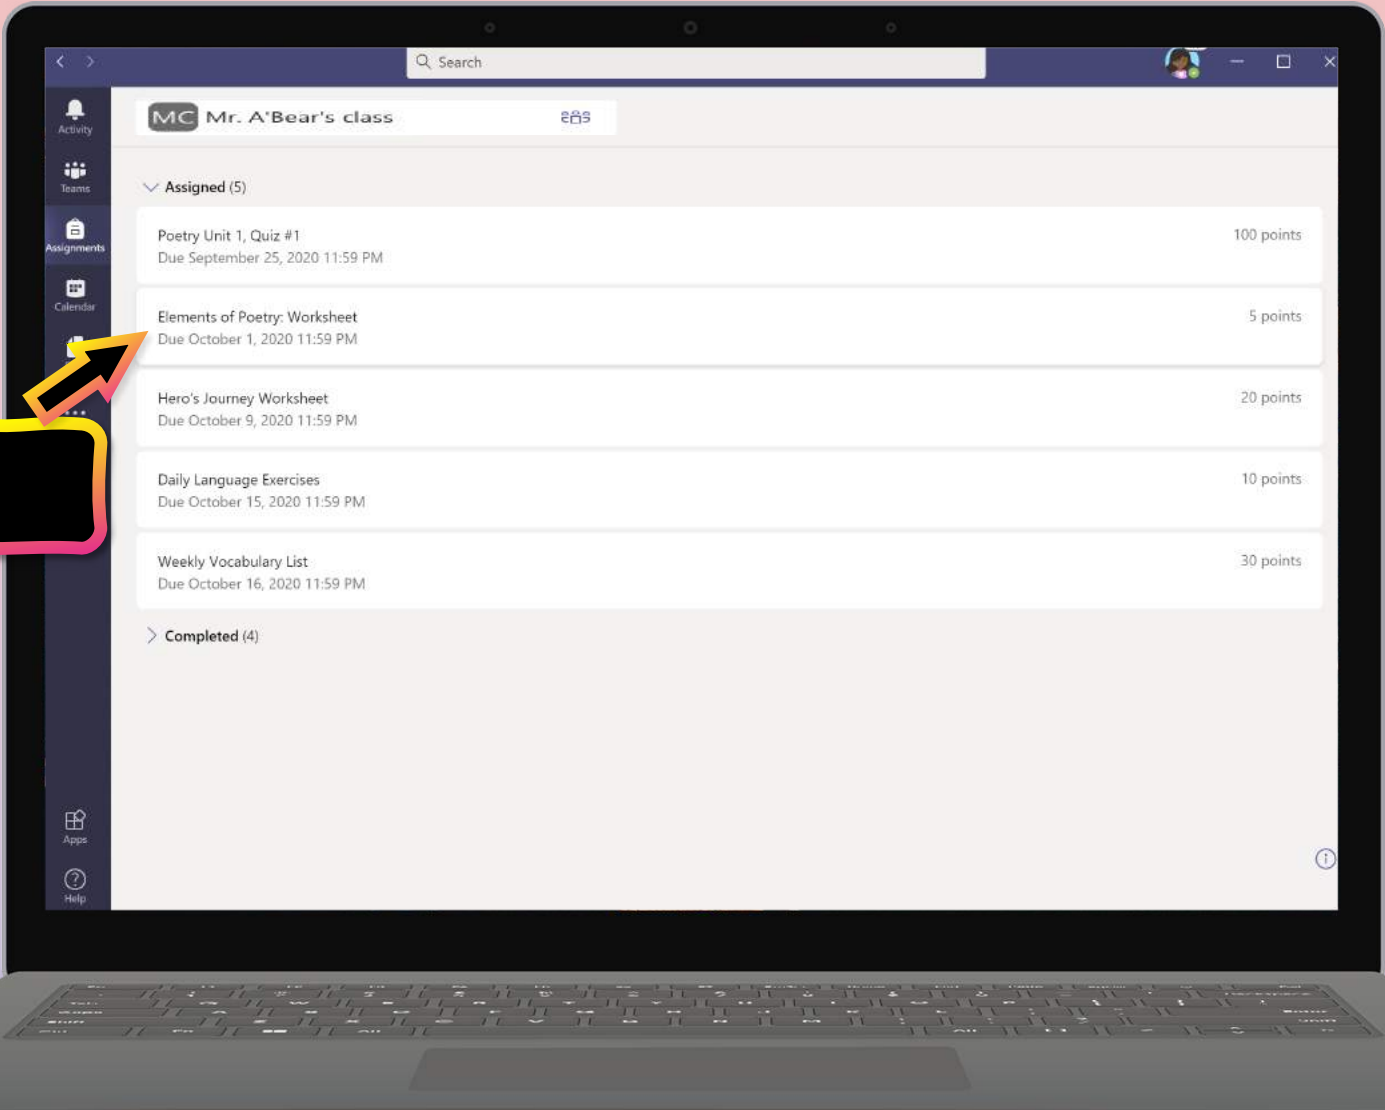 Search
Activity
MC Mr. A'Bear's class
Teams
Assigned (5)
Assignments
Poetry Unit 1, Quiz #1
100 points
Due September 25, 2020 11:59 PM
Calendar
Elements of Poetry: Worksheet
5 points
Due October 1, 2020 11:59 PM
Hero's Journey Worksheet
20 points
Due October 9, 2020 11:59 PM
Daily Language Exercises
10 points
Due October 15, 2020 11:59 PM
Weekly Vocabulary List
30 points
Due October 16, 2020 11:59 PM
Completed (4)
Apps
Help